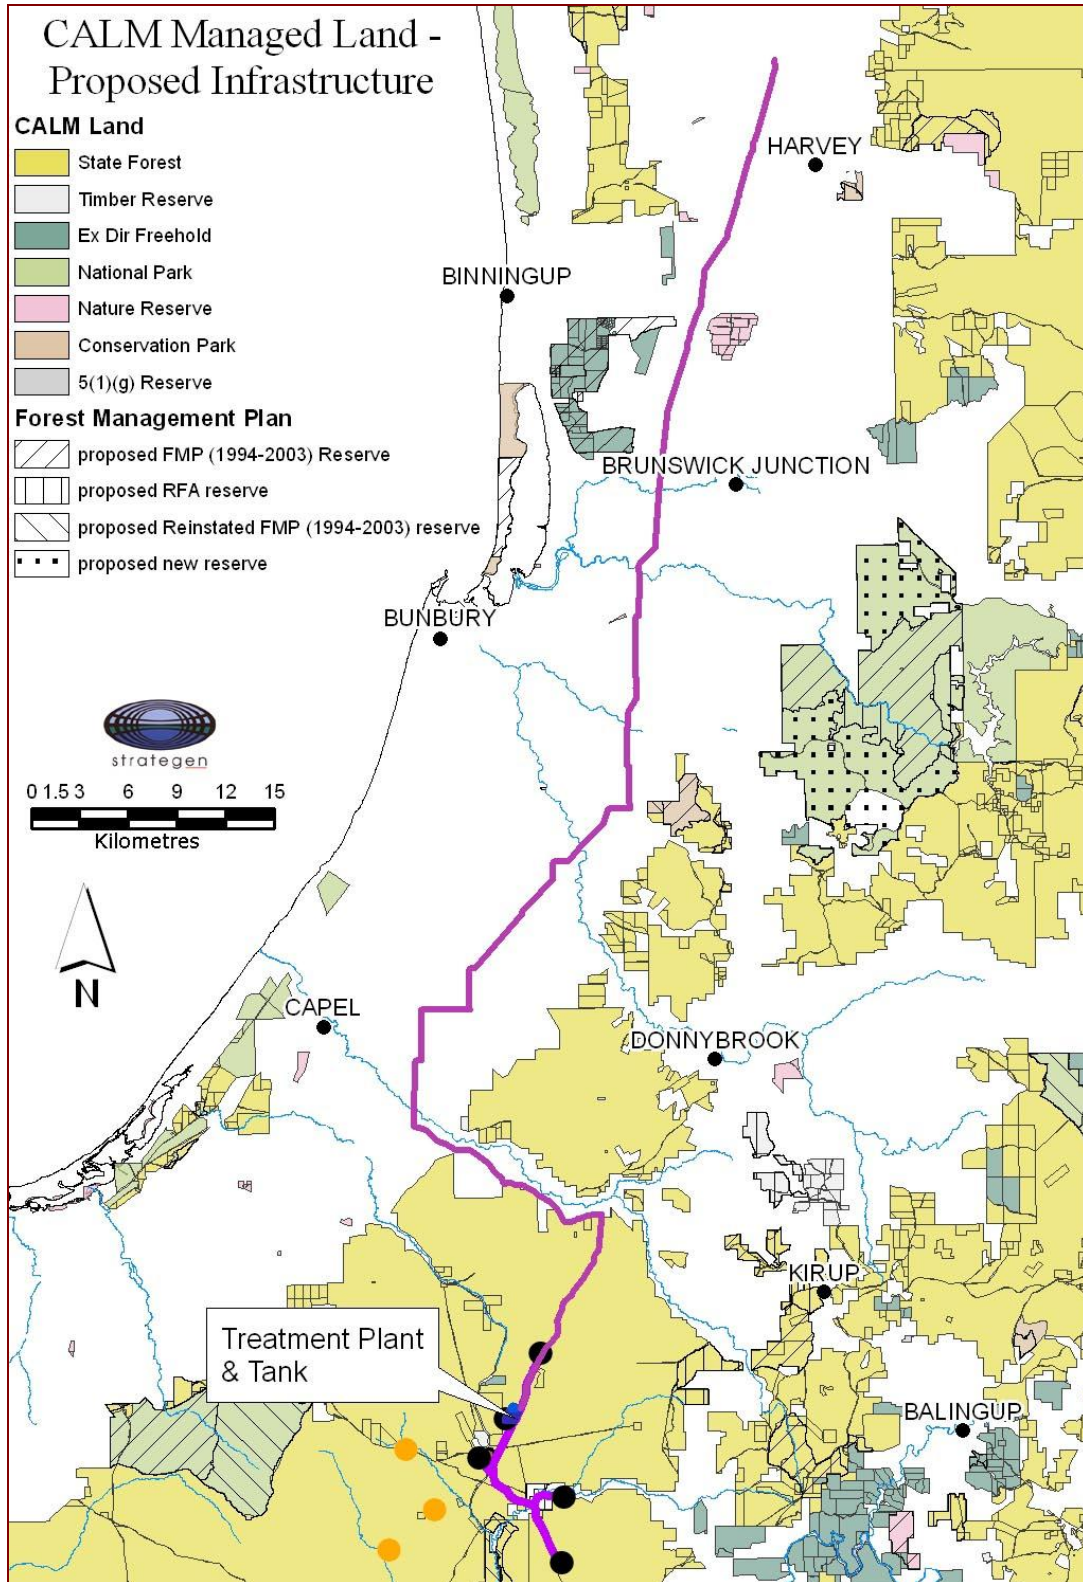 CALM Managed Land -
Proposed Infrastructure
CALM Land
State Forest
Timber Reserve
Ex Dir Freehold
National Park
Nature Reserve
Conservation Park
5(1)(g) Reserve
Forest Management Plan
proposed FMP (1994-2003) Reserve
proposed RFA reserve
proposed Reinstated FMP (1994-2003) reserve
proposed new reserve
HARVEY
BINNINGUP
BRUNSWICK JUNCTION
BUNBURY
strategen
0 1.5 3 6 9 12 15
Kilometres
N
CAPEL
DONNYBROOK
KIRUP
Treatment Plant
& Tank
BALINGUP